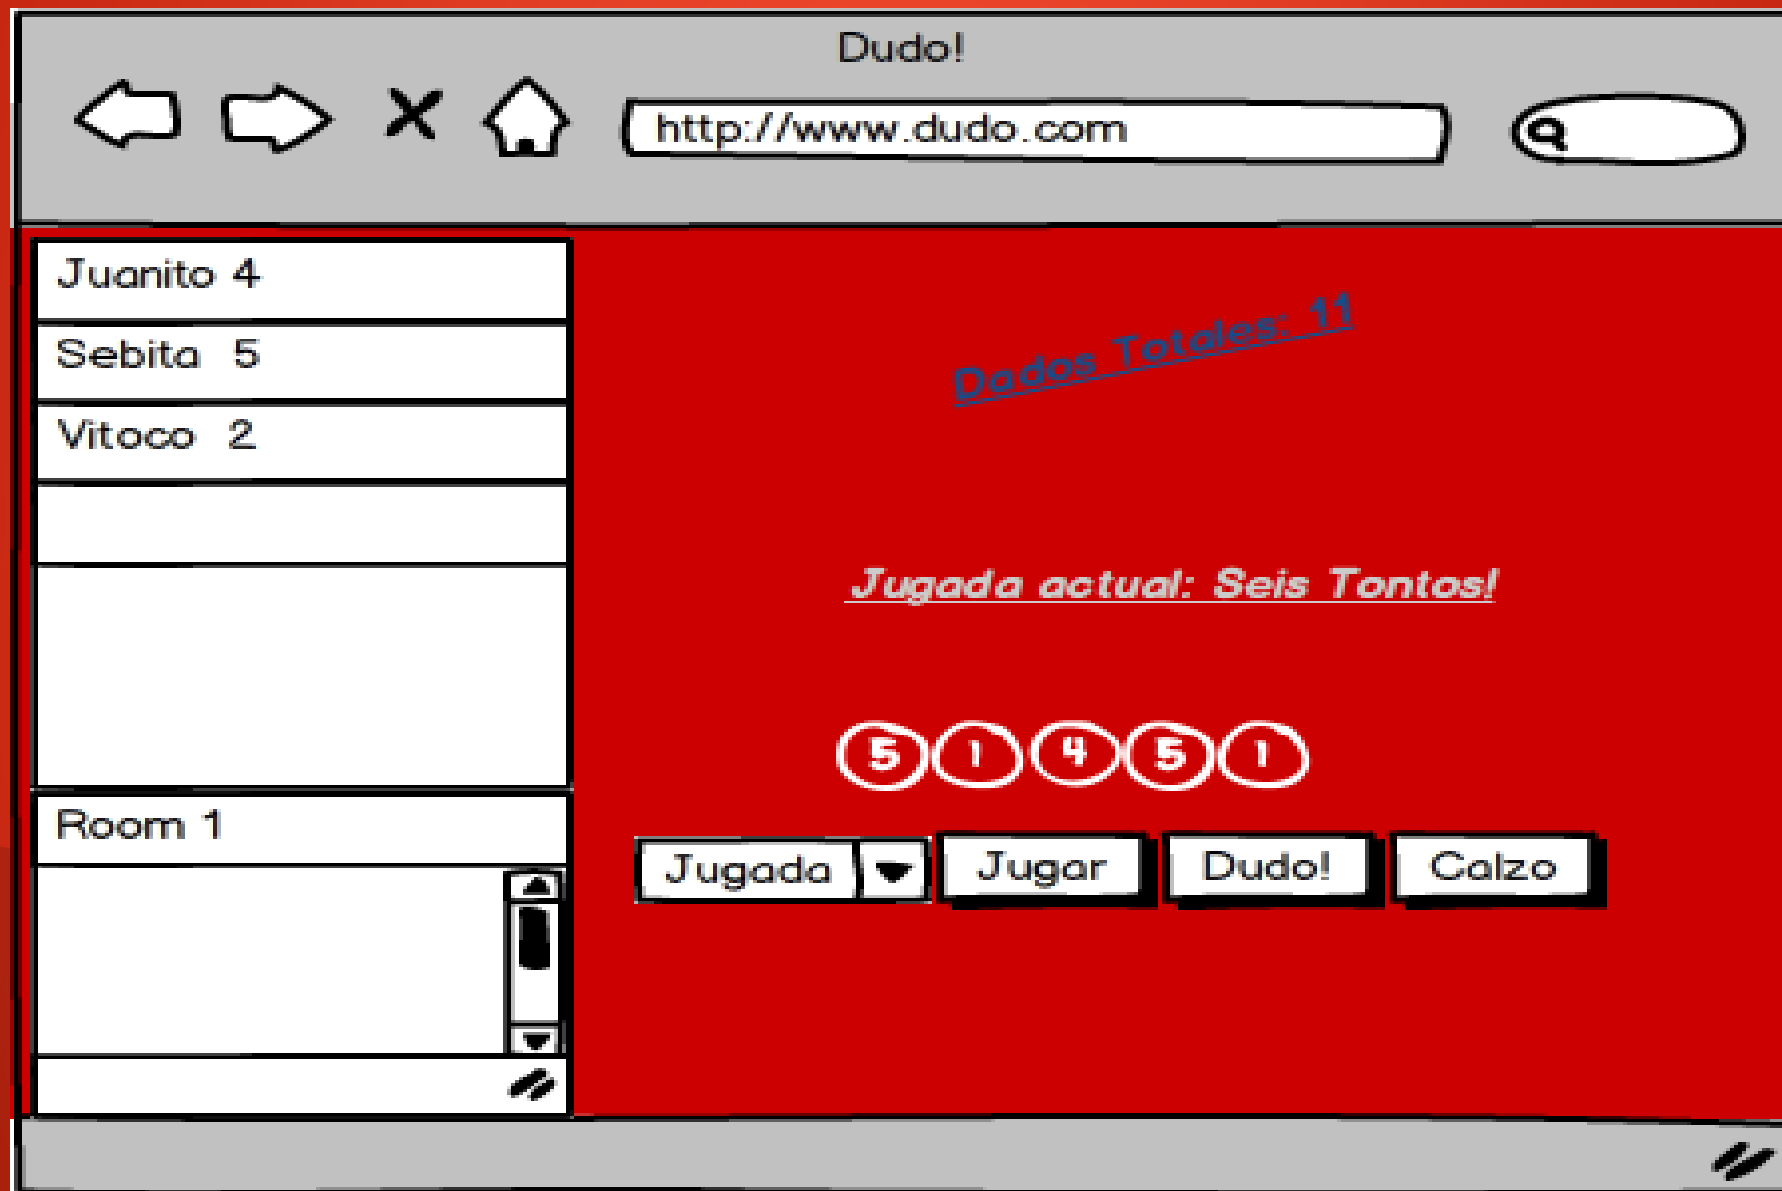 Dudo!
http://www.dudo.com
Juanito 4
Sebita 5
Vitoco 2
Dados Totales: 11
Jugada actual: Seis Tontos!
5 1 4 5 1
Room 1
Jugada Jugar Dudo! Calzo